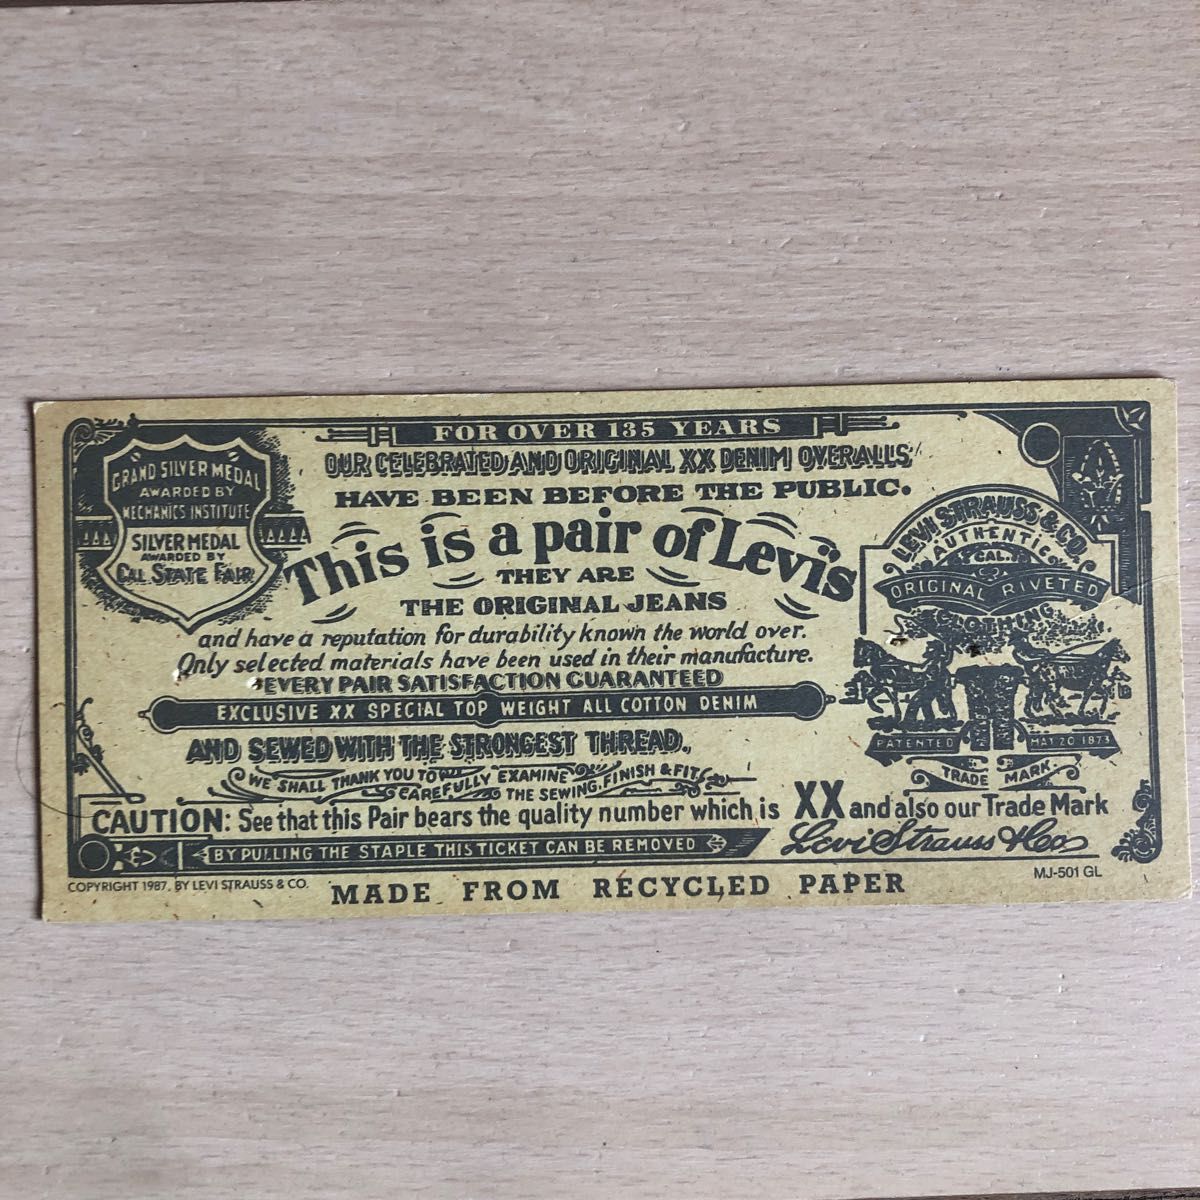 FOR OVER 135 YEARS
OUR CELEBRATED AND ORIGINAL XX DENIM OVERALLS
HAVE BEEN BEFORE THE PUBLIC.
This is a pair of Levi's
THEY ARE
THE ORIGINAL JEANS
and have a reputation for durability known the world over.
Only selected materials have been used in their manufacture.
EVERY PAIR SATISFACTION GUARANTEED
EXCLUSIVE XX SPECIAL TOP WEIGHT ALL COTTON DENIM
AND SEWED WITH THE STRONGEST THREAD.
WE SHALL THANK YOU TO CAREFULLY EXAMINE THE SEWING, FINISH & FIT
GRAND SILVER MEDAL
AWARDED BY
MECHANICS INSTITUTE
SILVER MEDAL
AWARDED BY
CAL. STATE FAIR
LEVI STRAUSS & CO.
AUTHENTIC
CAL.
ORIGINAL RIVETED
CLOTHING
PATENTED MAY 20 1873
TRADE MARK.
CAUTION: See that this Pair bears the quality number which is XX and also our Trade Mark
Levi Strauss & Co
BY PULLING THE STAPLE THIS TICKET CAN BE REMOVED
COPYRIGHT 1987, BY LEVI STRAUSS & CO.
MADE FROM RECYCLED PAPER
MJ-501 GL